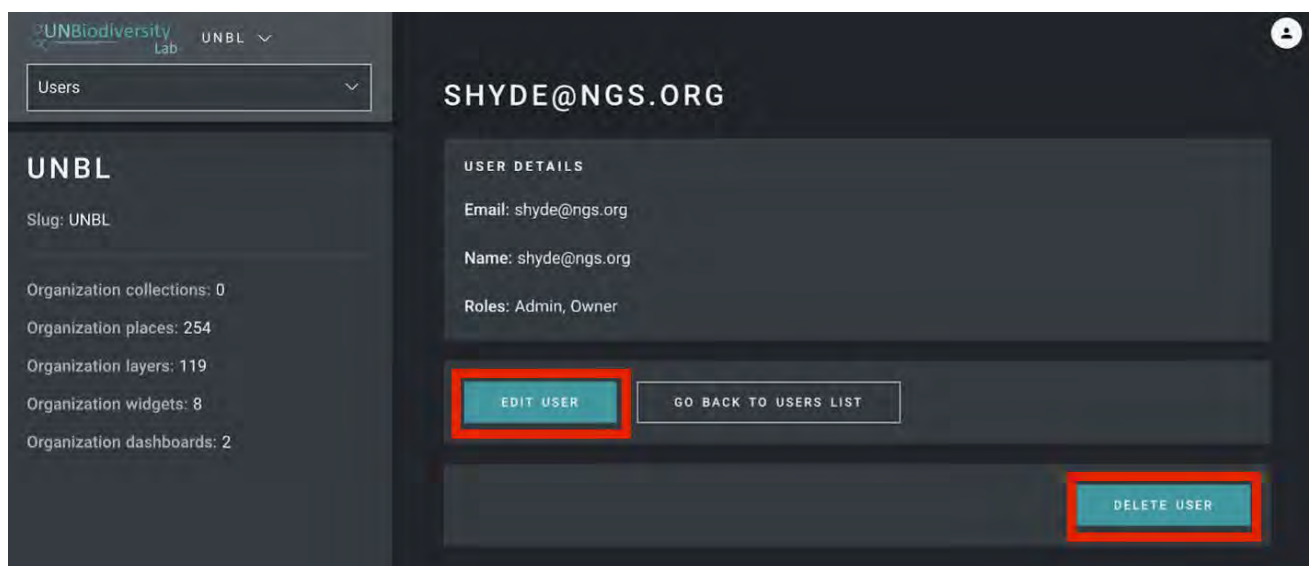 UNBiodiversity
Lab
UNBL
Users
UNBL
Slug: UNBL
Organization collections: 0
Organization places: 254
Organization layers: 119
Organization widgets: 8
Organization dashboards: 2
SHYDE@NGS.ORG
USER DETAILS
Email: shyde@ngs.org
Name: shyde@ngs.org
Roles: Admin, Owner
EDIT USER
GO BACK TO USERS LIST
DELETE USER